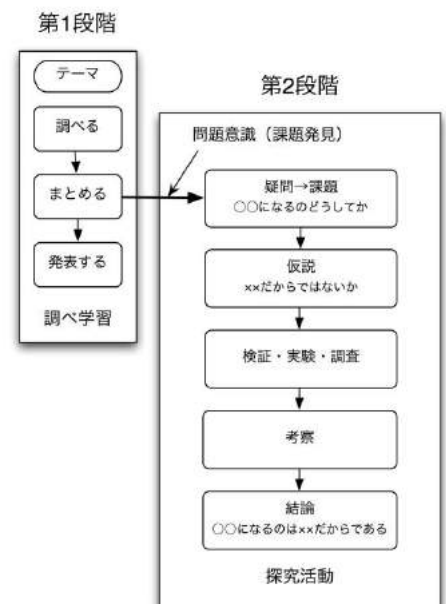 第1段階
テーマ
調べる
まとめる
発表する
調べ学習
第2段階
問題意識(課題発見)
疑問→課題
○○になるのどうしてか
仮説
××だからではないか
検証・実験・調査
考察
結論
○○になるのは××だからである
探究活動